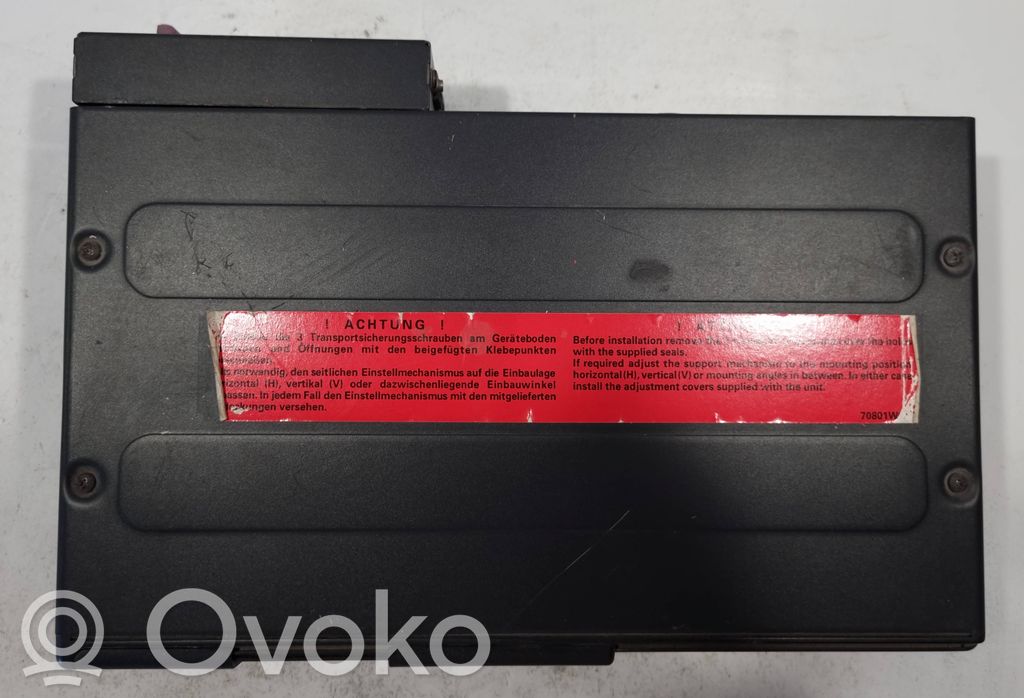 ! ACHTUNG !
3 Transportsicherungsschrauben am Geräteboden
und Öffnungen mit den beigefügten Klebepunkten
notwendig, den seitlichen Einstellmechanismus auf die Einbaulage
(H), vertikal (V) oder dazwischenliegende Einbauwinkel
In jedem Fall den Einstellmechanismus mit den mitgelieferten
versehen.
!
Before installation remove the
with the supplied seals.
If required adjust the support mechanism to the mounting position
horizontal (H), vertical (V) or mounting angles in between. In either case
install the adjustment covers supplied with the unit.
70801W
Ovoko